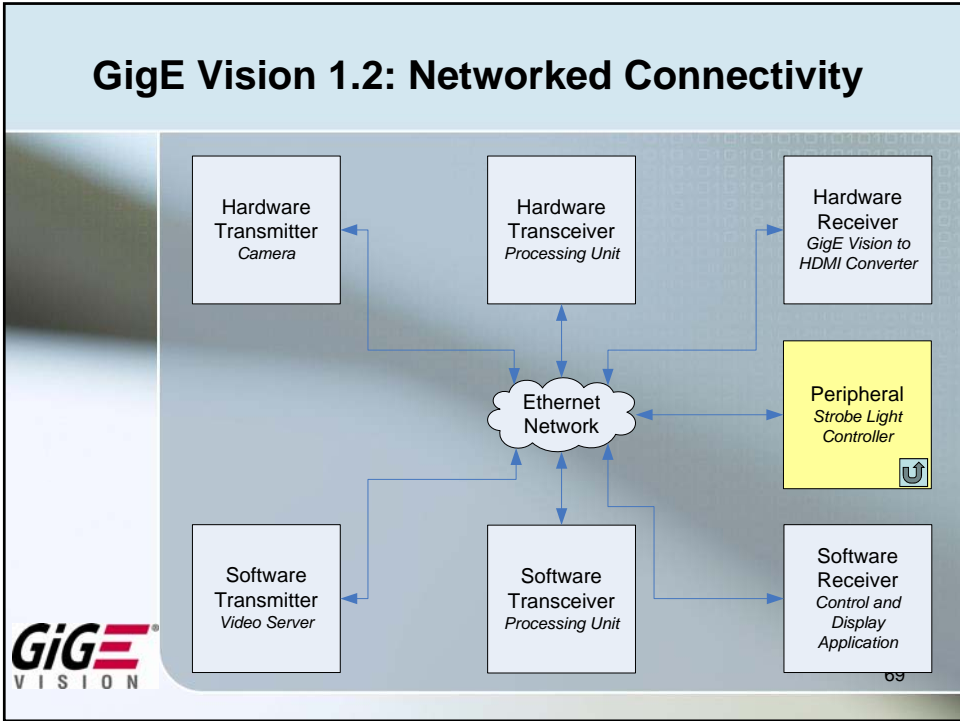 GigE Vision 1.2: Networked Connectivity
Hardware
Transmitter
Camera
Hardware
Transceiver
Processing Unit
Hardware
Receiver
GigE Vision to
HDMI Converter
Ethernet
Network
Peripheral
Strobe Light
Controller
Software
Transmitter
Video Server
Software
Transceiver
Processing Unit
Software
Receiver
Control and
Display
Application
GiGE®
VISION
69